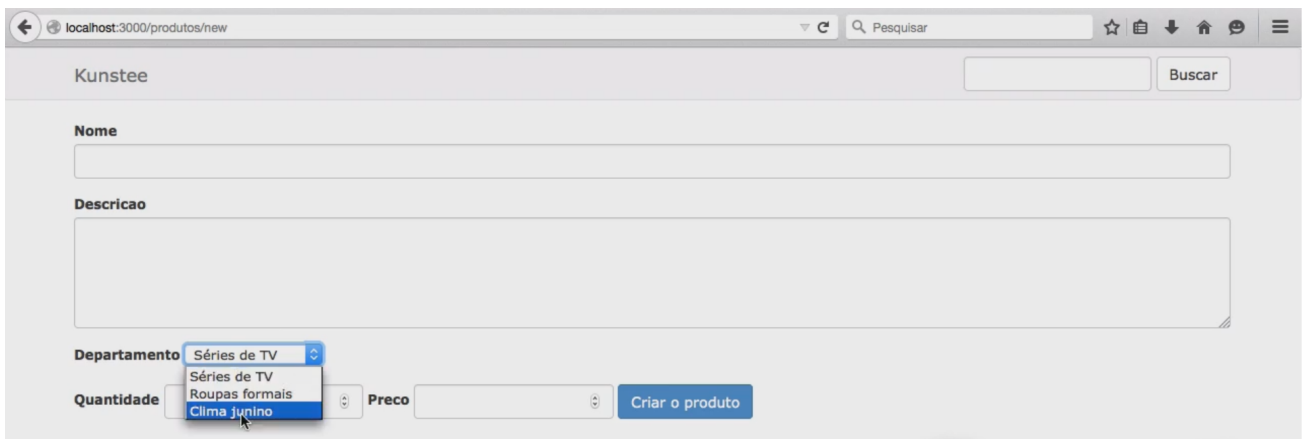 localhost:3000/produtos/new
Pesquisar
Kunstee
Buscar
Nome
Descricao
Departamento Séries de TV
Séries de TV
Roupas formais
Clima junino
Quantidade
Preco
Criar o produto